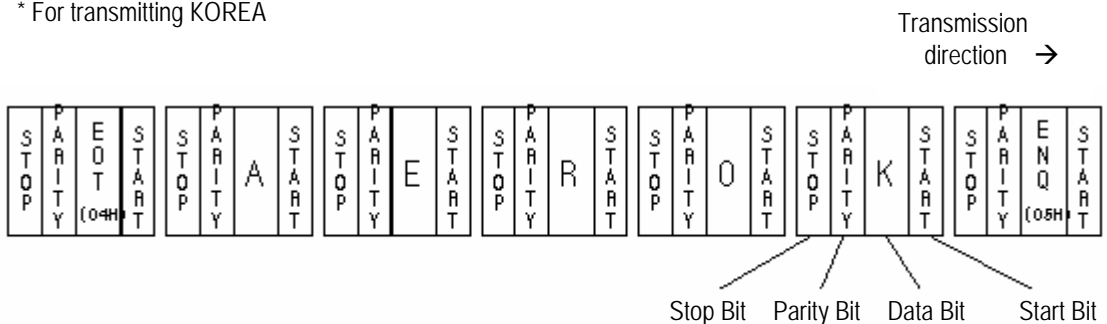 * For transmitting KOREA
Transmission
direction →
STOP PARITY EOT (04H) START STOP PARITY A START STOP PARITY E START STOP PARITY R START STOP PARITY O START STOP PARITY K START STOP PARITY ENQ (05H) START
Stop Bit Parity Bit Data Bit Start Bit